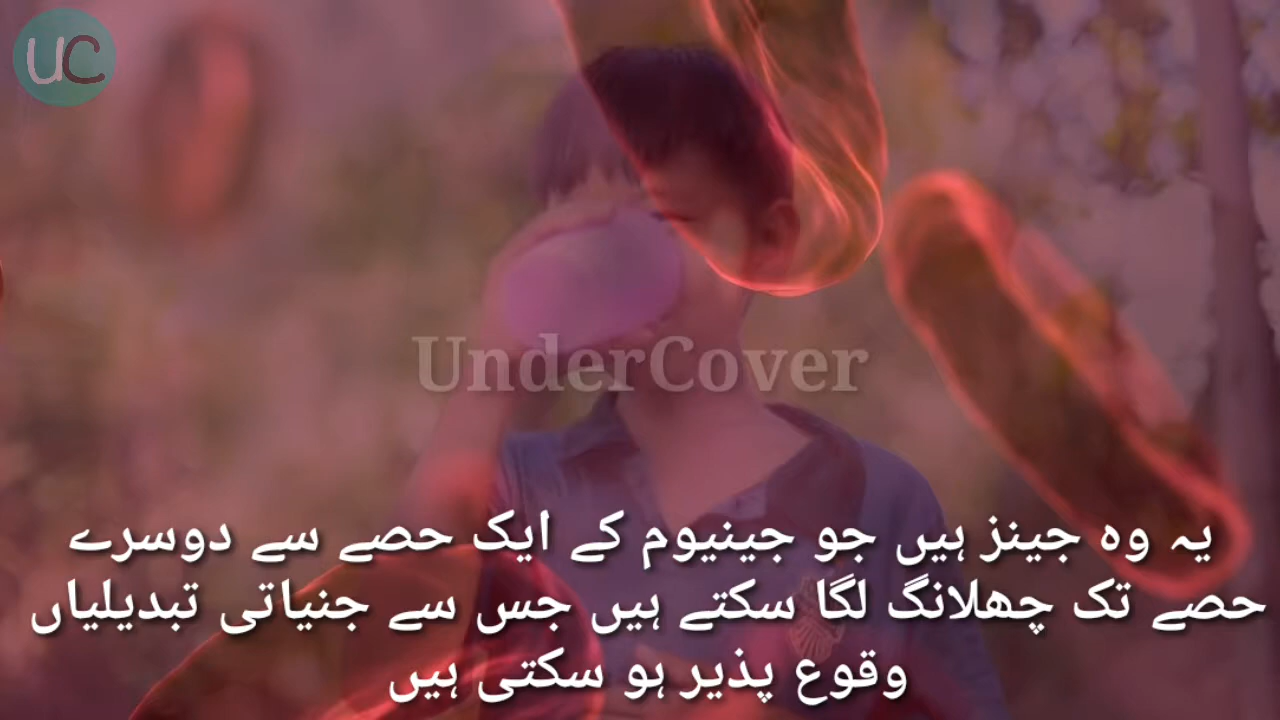 UC
UnderCover
یہ وہ جینز ہیں جو جینیوم کے ایک حصے سے دوسرے
حصے تک چھلانگ لگا سکتے ہیں جس سے جنیاتی تبدیلیاں
وقوع پذیر ہو سکتی ہیں